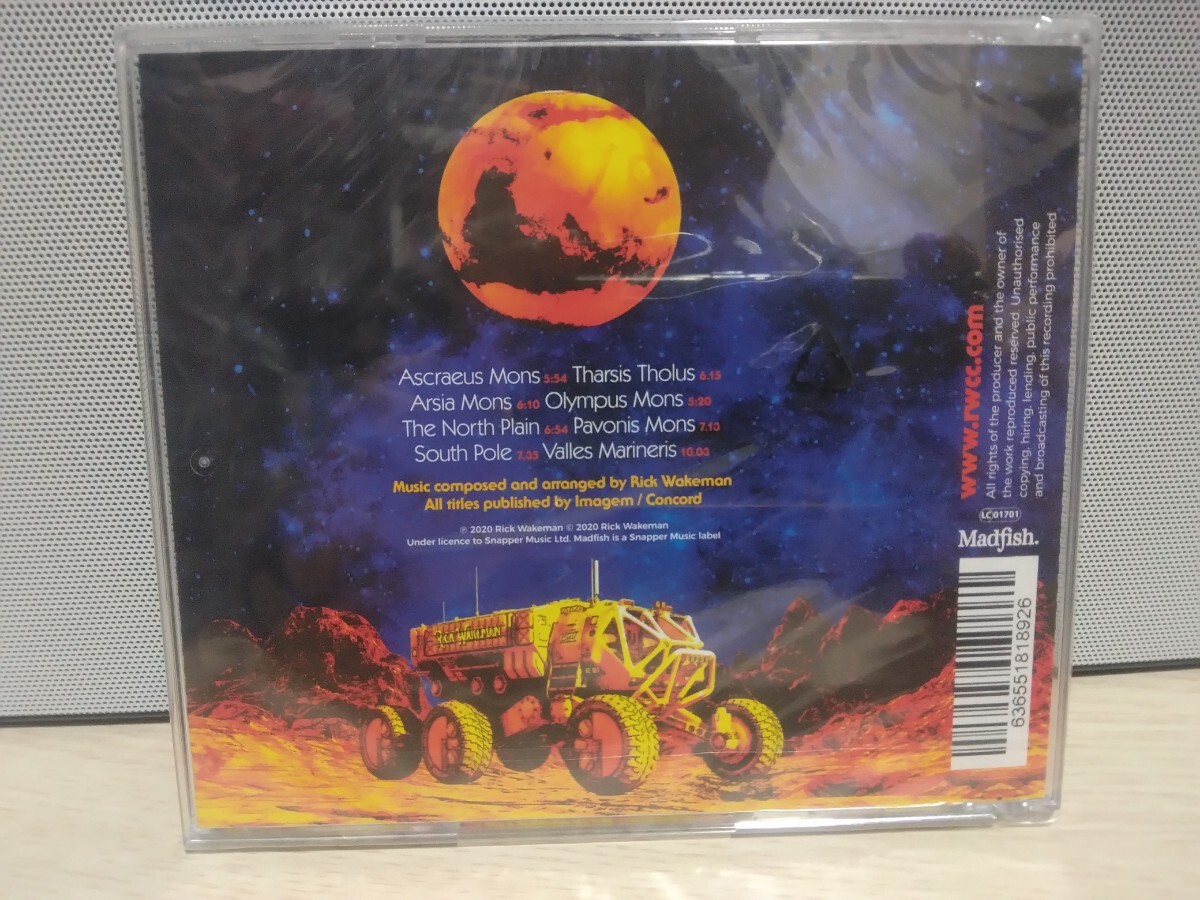 Ascraeus Mons 5:54 Tharsis Tholus 6.15
Arsia Mons 6:10 Olympus Mons 5:20
The North Plain 6:54 Pavonis Mons 7.13
South Pole 7.35 Valles Marineris 10.03
Music composed and arranged by Rick Wakeman
All titles published by Imagem / Concord
℗ 2020 Rick Wakeman © 2020 Rick Wakeman
Under licence to Snapper Music Ltd. Madfish is a Snapper Music label
RICK WAKEMAN
www.rwcc.com
All rights of the producer and the owner of
the work reproduced reserved. Unauthorised
copying, hiring, lending, public performance
and broadcasting of this recording prohibited
LC 01701
Madfish.
636551818926